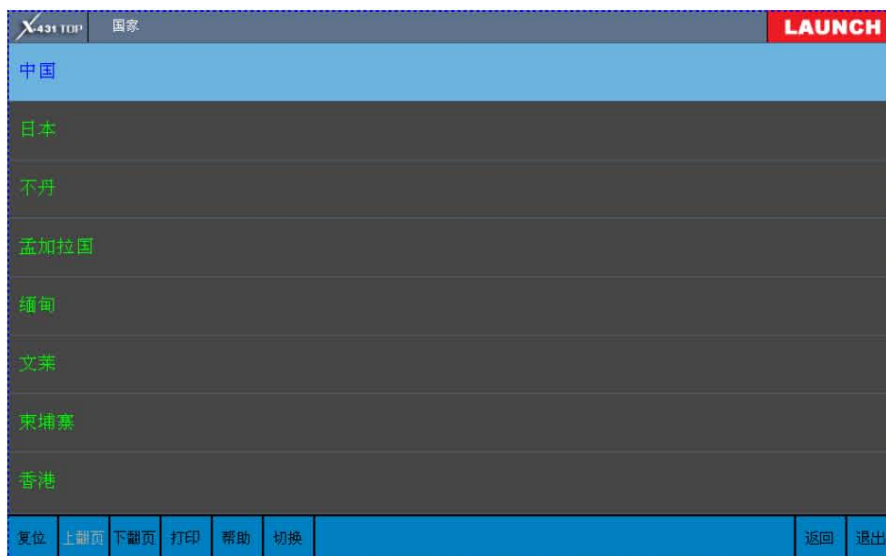 X-431 TOP 国家 LAUNCH
中国
日本
不丹
孟加拉国
缅甸
文莱
柬埔寨
香港
复位 上翻页 下翻页 打印 帮助 切换 返回 退出